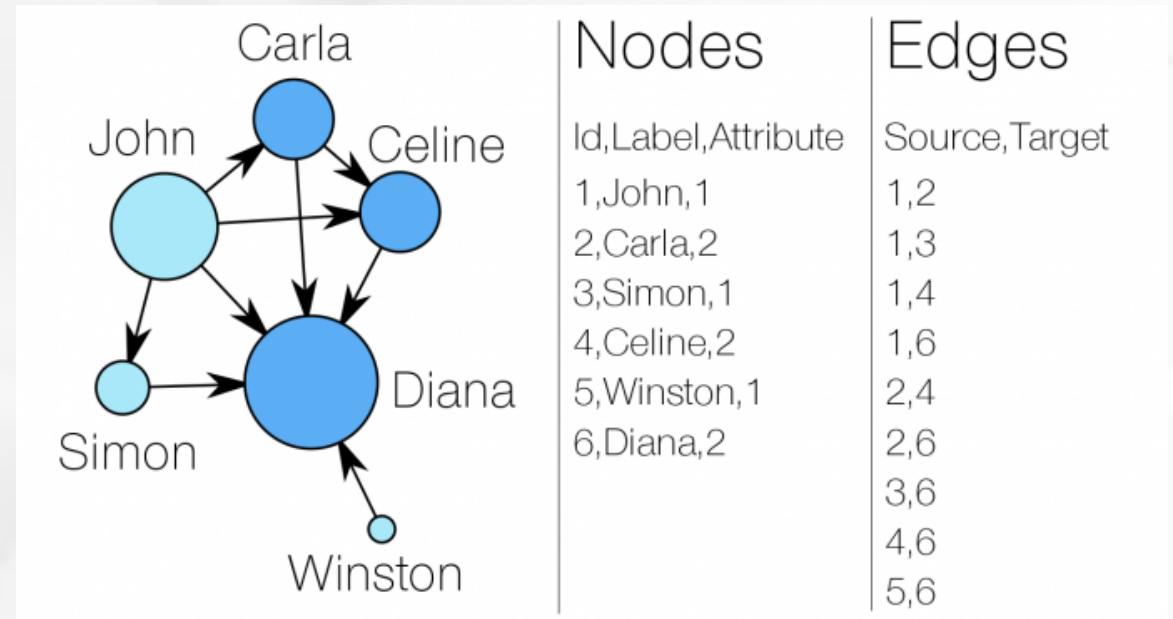 Carla
John
Celine
Diana
Simon
Winston
Nodes
Id,Label,Attribute
1,John,1
2,Carla,2
3,Simon,1
4,Celine,2
5,Winston,1
6,Diana,2
Edges
Source,Target
1,2
1,3
1,4
1,6
2,4
2,6
3,6
4,6
5,6